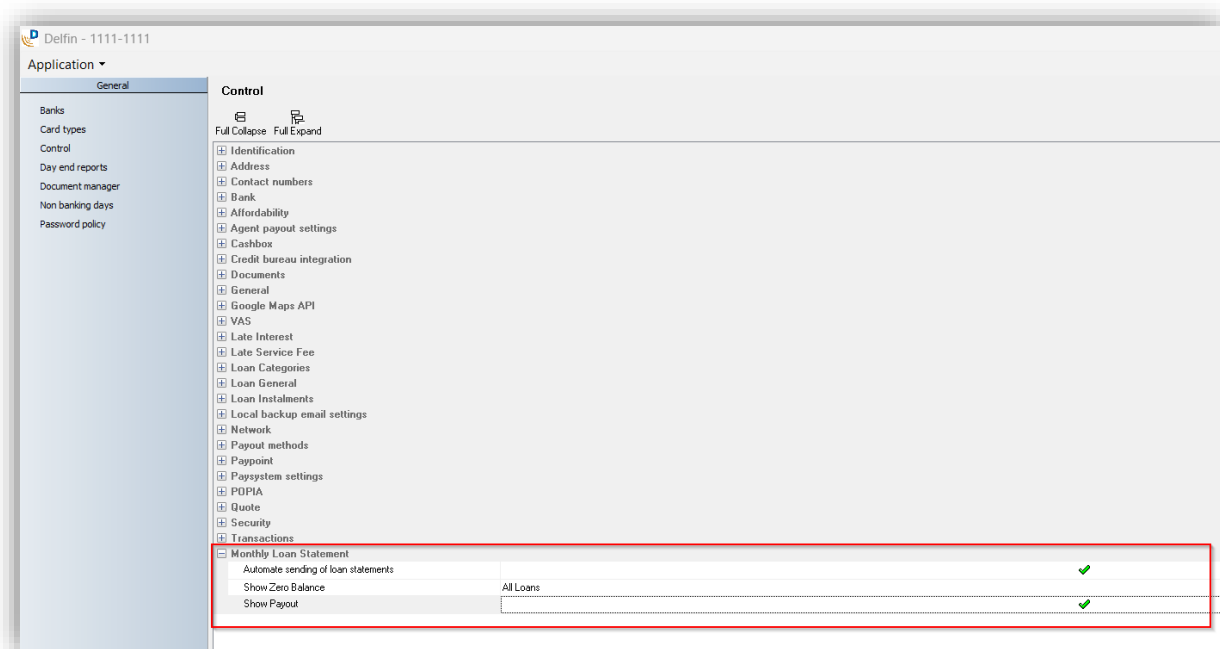 Delfin - 1111-1111
Application
General
Banks
Card types
Control
Day end reports
Document manager
Non banking days
Password policy
Control
Full Collapse Full Expand
Identification
Address
Contact numbers
Bank
Affordability
Agent payout settings
Cashbox
Credit bureau integration
Documents
General
Google Maps API
VAS
Late Interest
Late Service Fee
Loan Categories
Loan General
Loan Instalments
Local backup email settings
Network
Payout methods
Paypoint
Paysystem settings
POPIA
Quote
Security
Transactions
Monthly Loan Statement
Automate sending of loan statements
Show Zero Balance All Loans
Show Payout